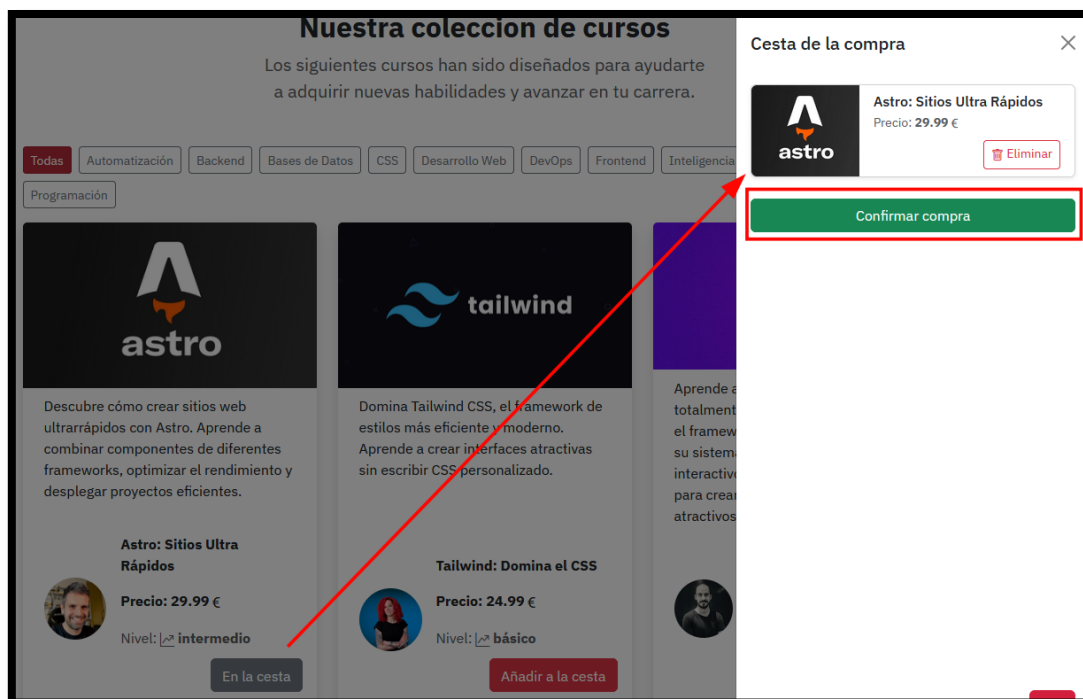 Nuestra coleccion de cursos
Los siguientes cursos han sido diseñados para ayudarte
a adquirir nuevas habilidades y avanzar en tu carrera.
Todas
Automatización
Backend
Bases de Datos
CSS
Desarrollo Web
DevOps
Frontend
Inteligencia
Programación
astro
Descubre cómo crear sitios web
ultrarrápidos con Astro. Aprende a
combinar componentes de diferentes
frameworks, optimizar el rendimiento y
desplegar proyectos eficientes.
Astro: Sitios Ultra
Rápidos
Precio: 29.99 €
Nivel: intermedio
En la cesta
tailwind
Domina Tailwind CSS, el framework de
estilos más eficiente y moderno.
Aprende a crear interfaces atractivas
sin escribir CSS personalizado.
Tailwind: Domina el CSS
Precio: 24.99 €
Nivel: básico
Añadir a la cesta
Aprende a
totalment
el framew
su sistema
interactivo
para crear
atractivos
Cesta de la compra
astro
Astro: Sitios Ultra Rápidos
Precio: 29.99 €
Eliminar
Confirmar compra